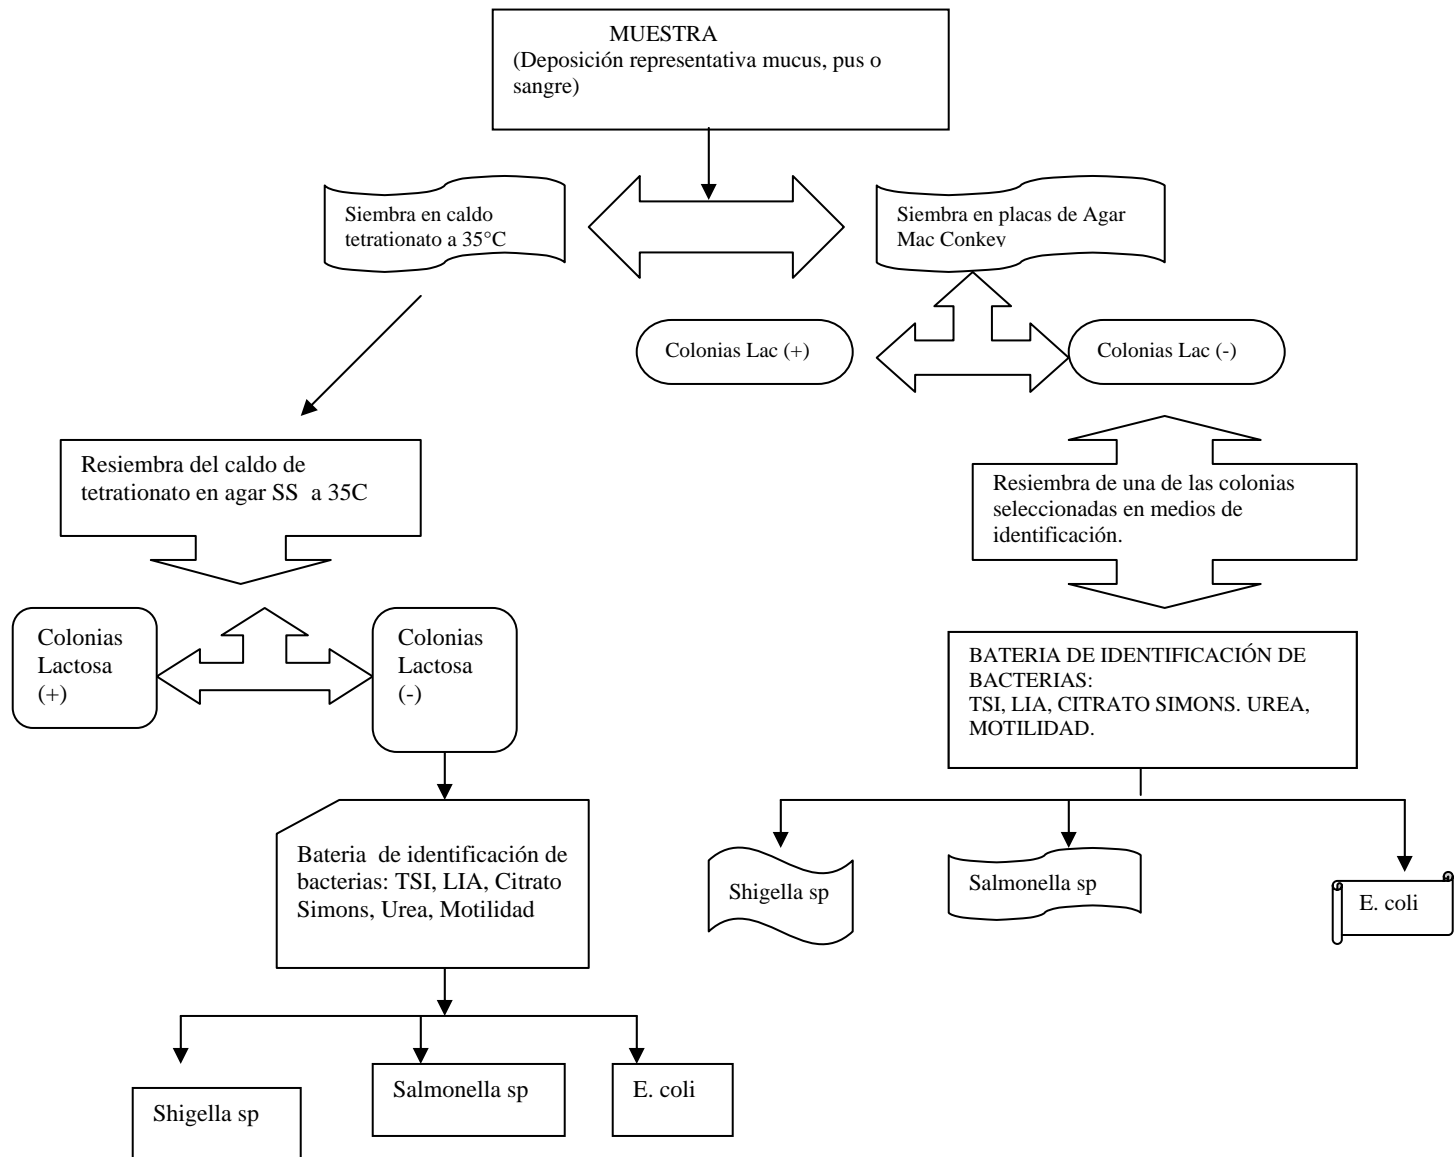 MUESTRA
(Deposición representativa mucus, pus o
sangre)
Siembra en caldo
tetrationato a 35°C
Siembra en placas de Agar
Mac Conkey
Colonias Lac (+)
Colonias Lac (-)
Resiembra del caldo de
tetrationato en agar SS a 35C
Resiembra de una de las colonias
seleccionadas en medios de
identificación.
Colonias
Lactosa
(+)
Colonias
Lactosa
(-)
BATERIA DE IDENTIFICACIÓN DE
BACTERIAS:
TSI, LIA, CITRATO SIMONS. UREA,
MOTILIDAD.
Bateria de identificación de
bacterias: TSI, LIA, Citrato
Simons, Urea, Motilidad
Shigella sp
Salmonella sp
E. coli
Shigella sp
Salmonella sp
E. coli